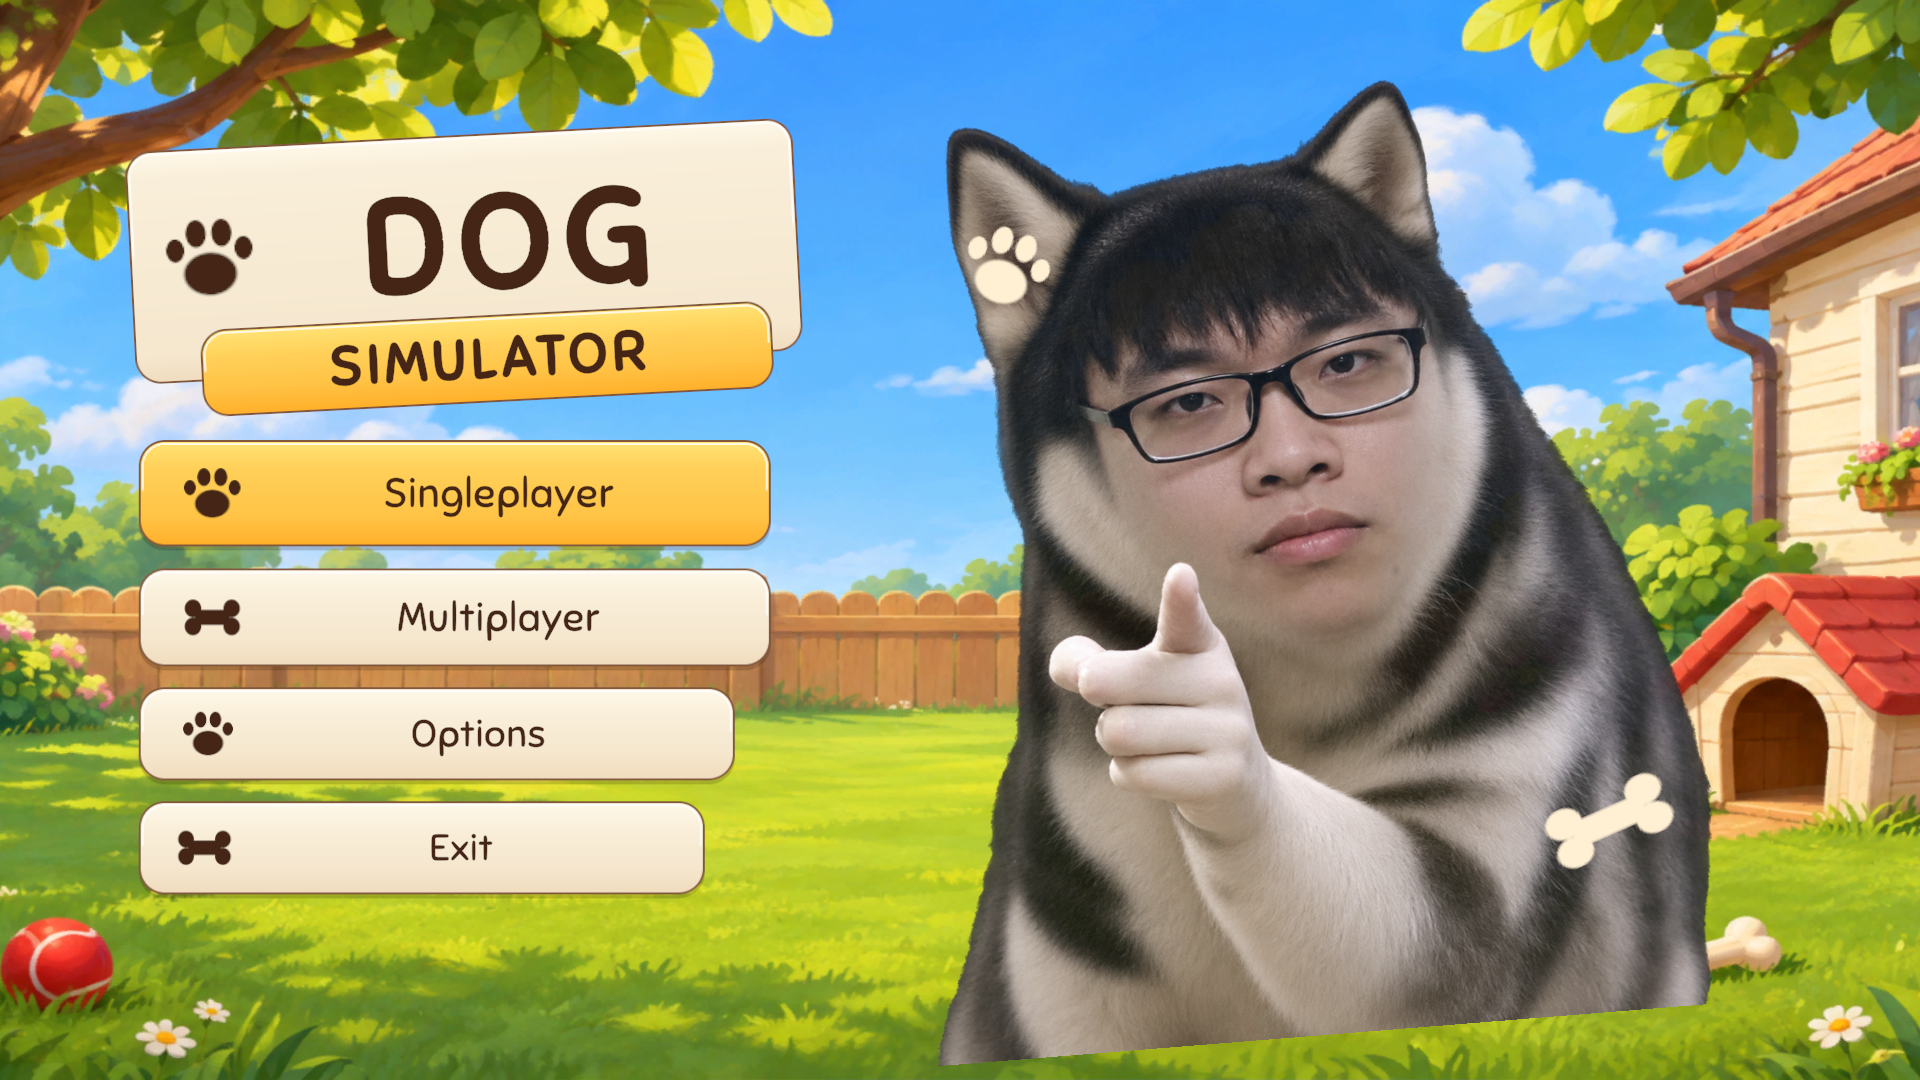 DOG
SIMULATOR
Singleplayer
Multiplayer
Options
Exit